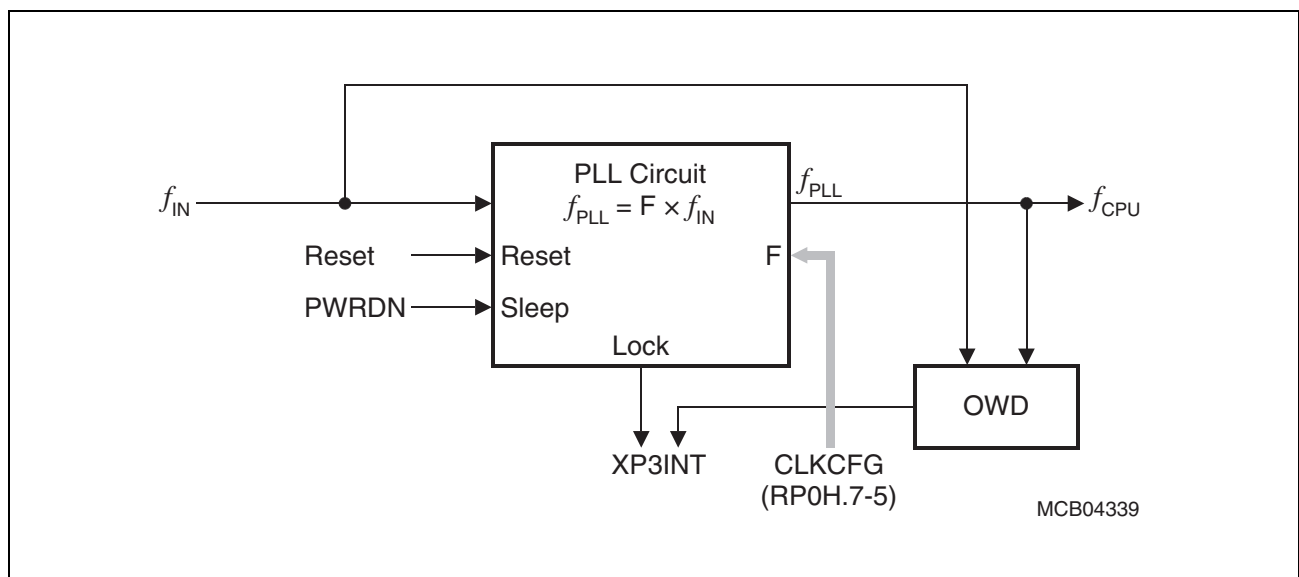 PLL Circuit
fPLL = F × fIN
fIN
fPLL
fCPU
Reset
Reset
F
PWRDN
Sleep
Lock
OWD
XP3INT
CLKCFG
(RP0H.7-5)
MCB04339